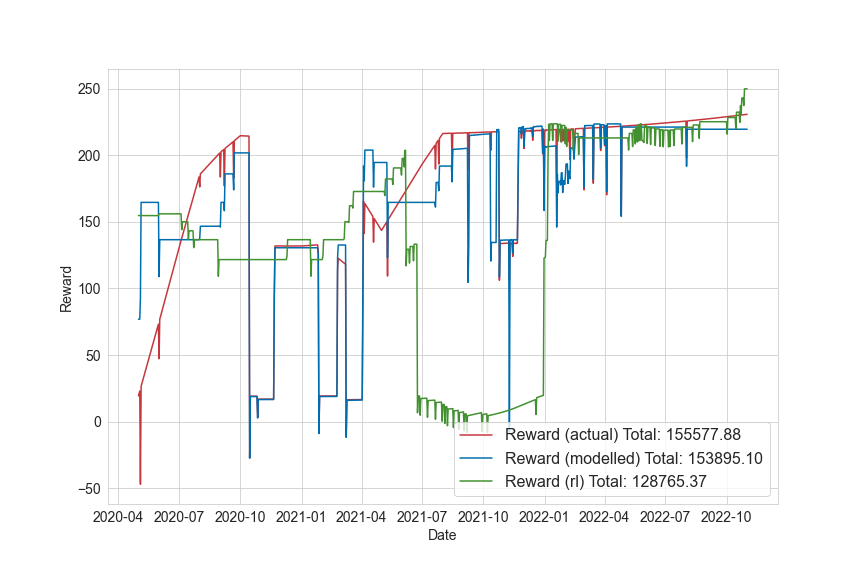 250
200
150
100
50
0
−50
Reward
2020-04 2020-07 2020-10 2021-01 2021-04 2021-07 2021-10 2022-01 2022-04 2022-07 2022-10
Date
Reward (actual) Total: 155577.88
Reward (modelled) Total: 153895.10
Reward (rl) Total: 128765.37